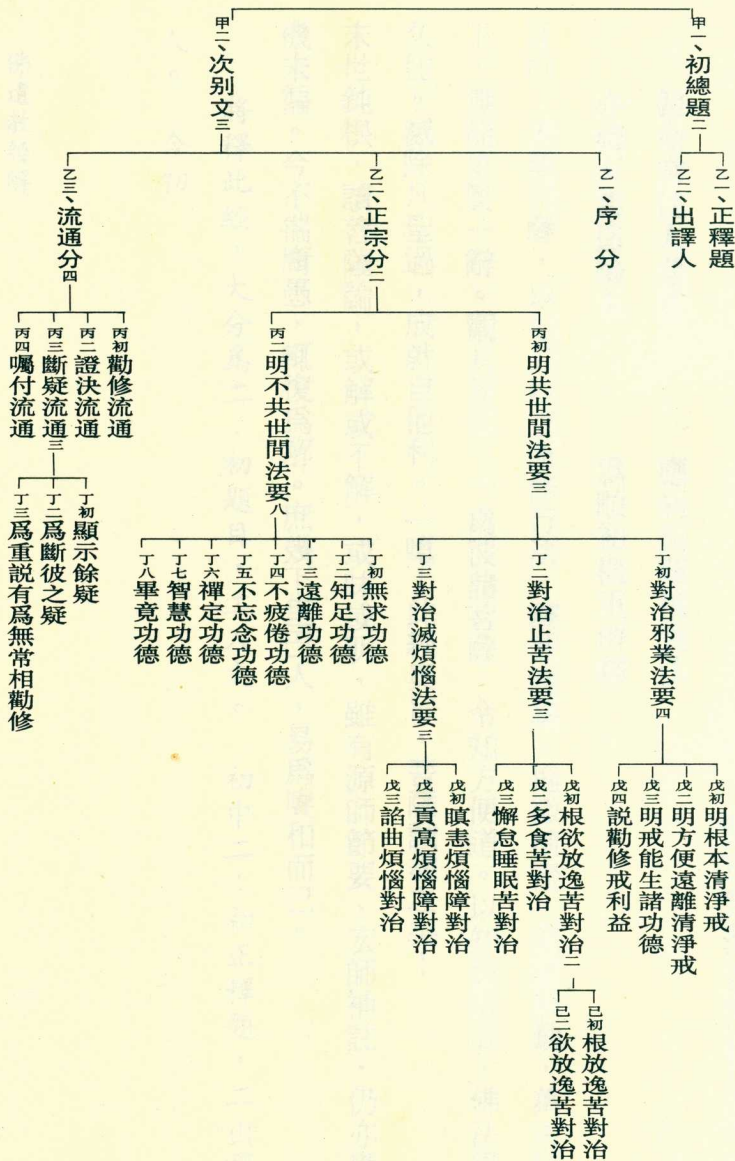 甲一、初總題二
乙一、正釋題
乙二、出譯人
甲二、次別文三
乙一、序分
乙二、正宗分二
丙初明共世間法要三
丁初對治邪業法要四
戊初明根本清淨戒
戊二明方便遠離清淨戒
戊三明戒能生諸功德
戊四說勸修戒利益
丁二對治止苦法要三
戊初根欲放逸苦對治二
己初根放逸苦對治
己二欲放逸苦對治
戊二多食苦對治
戊三懈怠睡眠苦對治
丁三對治滅煩惱法要三
戊初瞋恚煩惱障對治
戊二貢高煩惱障對治
戊三諂曲煩惱對治
丙二明不共世間法要八
丁初無求功德
丁二知足功德
丁三遠離功德
丁四不疲倦功德
丁五不忘念功德
丁六禪定功德
丁七智慧功德
丁八畢竟功德
乙三、流通分四
丙初勸修流通
丙二證決流通
丙三斷疑流通三
丁初顯示餘疑
丁二爲斷彼之疑
丁三爲重說有爲無常相勸修
丙四囑付流通